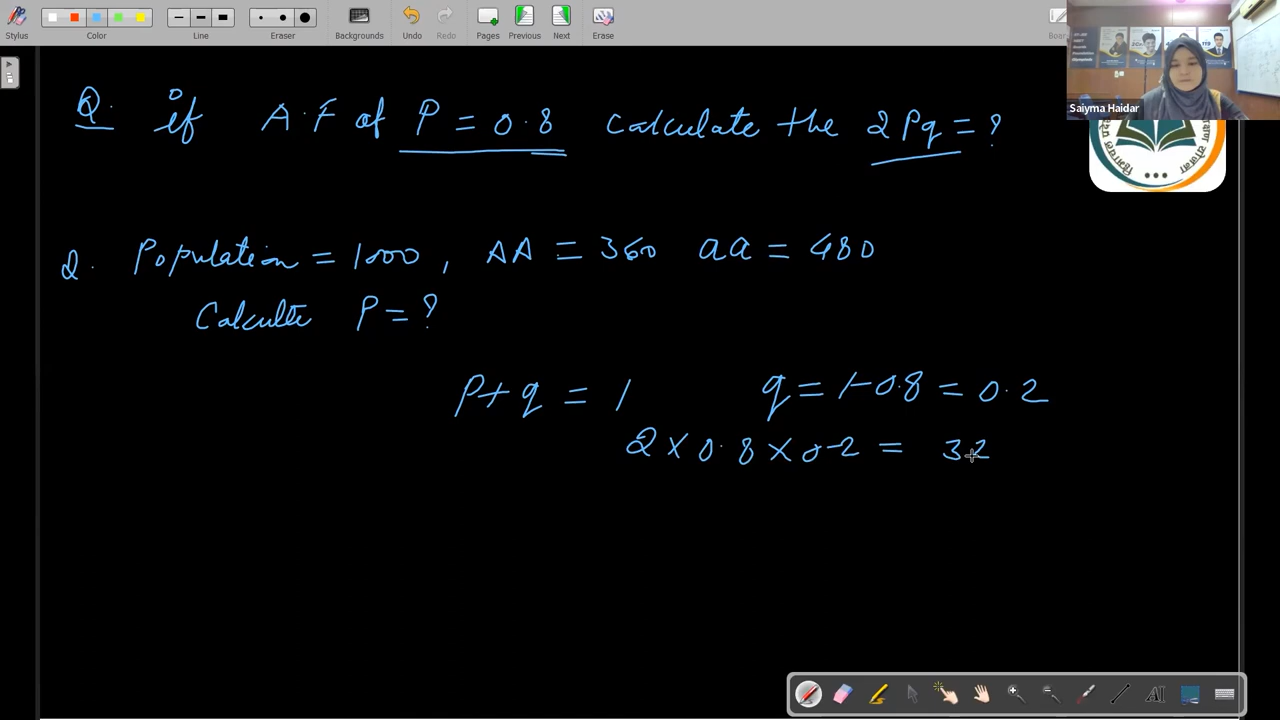 Stylus
Color
Line
Eraser
Backgrounds
Undo
Redo
Pages
Previous
Next
Erase
Saiyma Haidar
Q. if A.F of P = 0.8 calculate the 2Pq = ?
2. Population = 1000, AA = 360 aa = 480
Calculte P = ?
P+q = 1 q = 1-0.8 = 0.2
2 × 0.8 × 0.2 = 32